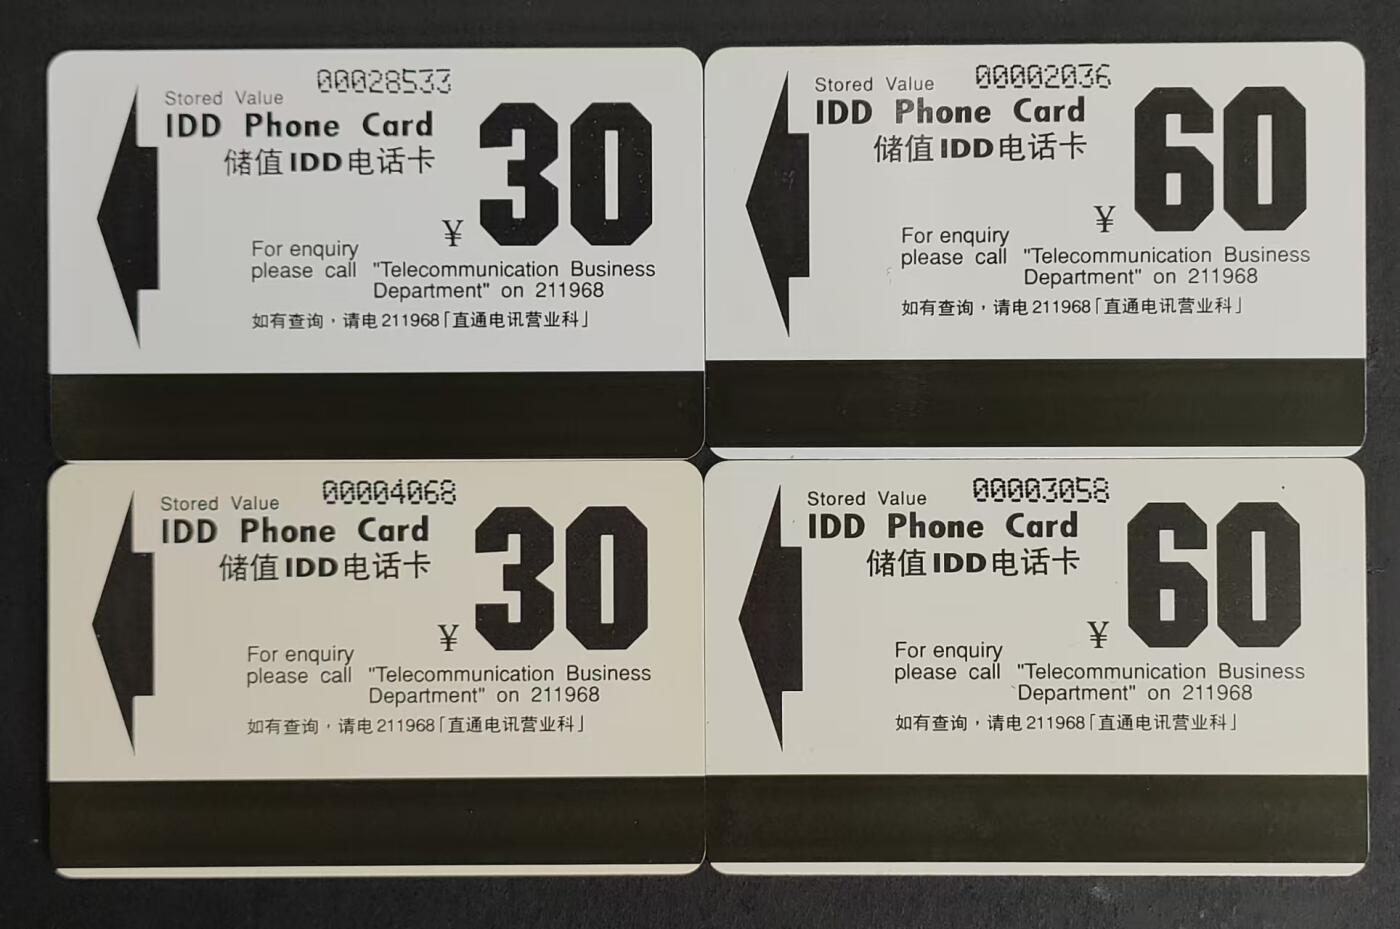 00028533
Stored Value
IDD Phone Card
储值IDD电话卡
¥ 30
For enquiry
please call "Telecommunication Business
Department" on 211968
如有查询，请电211968「直通电讯营业科」
00002036
Stored Value
IDD Phone Card
储值IDD电话卡
¥ 60
For enquiry
please call "Telecommunication Business
Department" on 211968
如有查询，请电211968「直通电讯营业科」
00004068
Stored Value
IDD Phone Card
储值IDD电话卡
¥ 30
For enquiry
please call "Telecommunication Business
Department" on 211968
如有查询，请电211968「直通电讯营业科」
00003058
Stored Value
IDD Phone Card
储值IDD电话卡
¥ 60
For enquiry
please call "Telecommunication Business
Department" on 211968
如有查询，请电211968「直通电讯营业科」